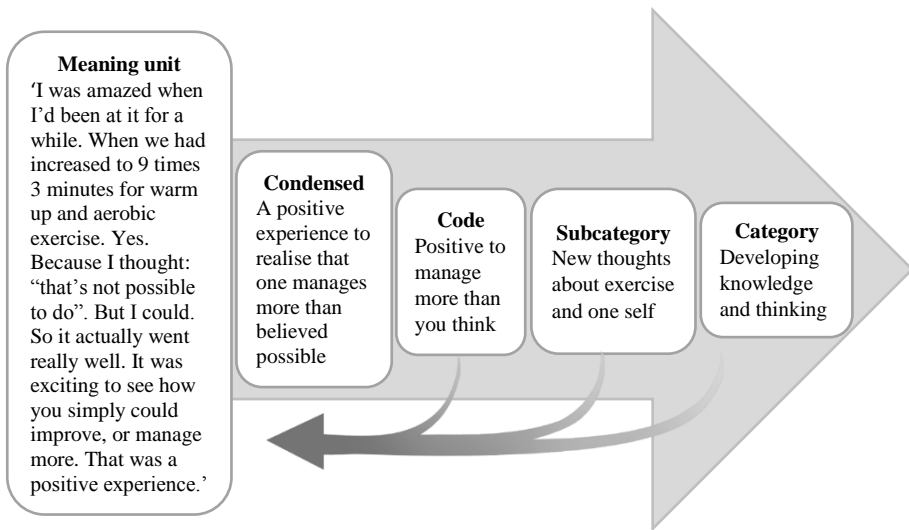 Meaning unit
‘I was amazed when
I’d been at it for a
while. When we had
increased to 9 times
3 minutes for warm
up and aerobic
exercise. Yes.
Because I thought:
“that’s not possible
to do”. But I could.
So it actually went
really well. It was
exciting to see how
you simply could
improve, or manage
more. That was a
positive experience.’
Condensed
A positive
experience to
realise that
one manages
more than
believed
possible
Code
Positive to
manage
more than
you think
Subcategory
New thoughts
about exercise
and one self
Category
Developing
knowledge
and thinking